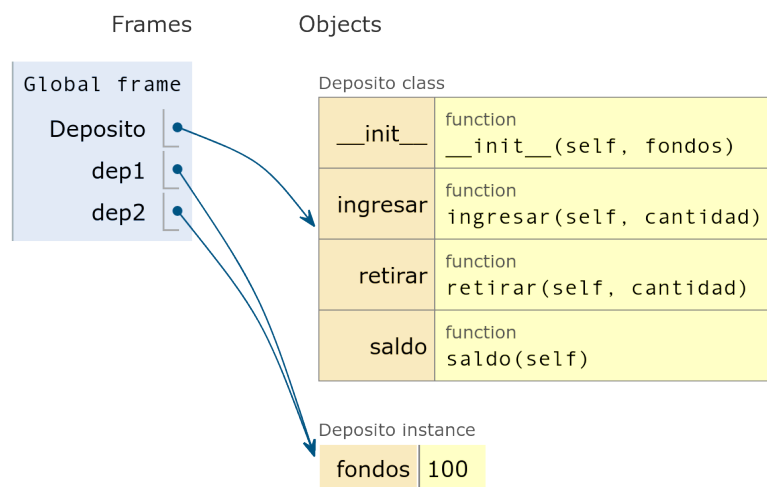 Frames
Objects
Global frame
Deposito
dep1
dep2
Deposito class
__init__
function
__init__(self, fondos)
ingresar
function
ingresar(self, cantidad)
retirar
function
retirar(self, cantidad)
saldo
function
saldo(self)
Deposito instance
fondos 100